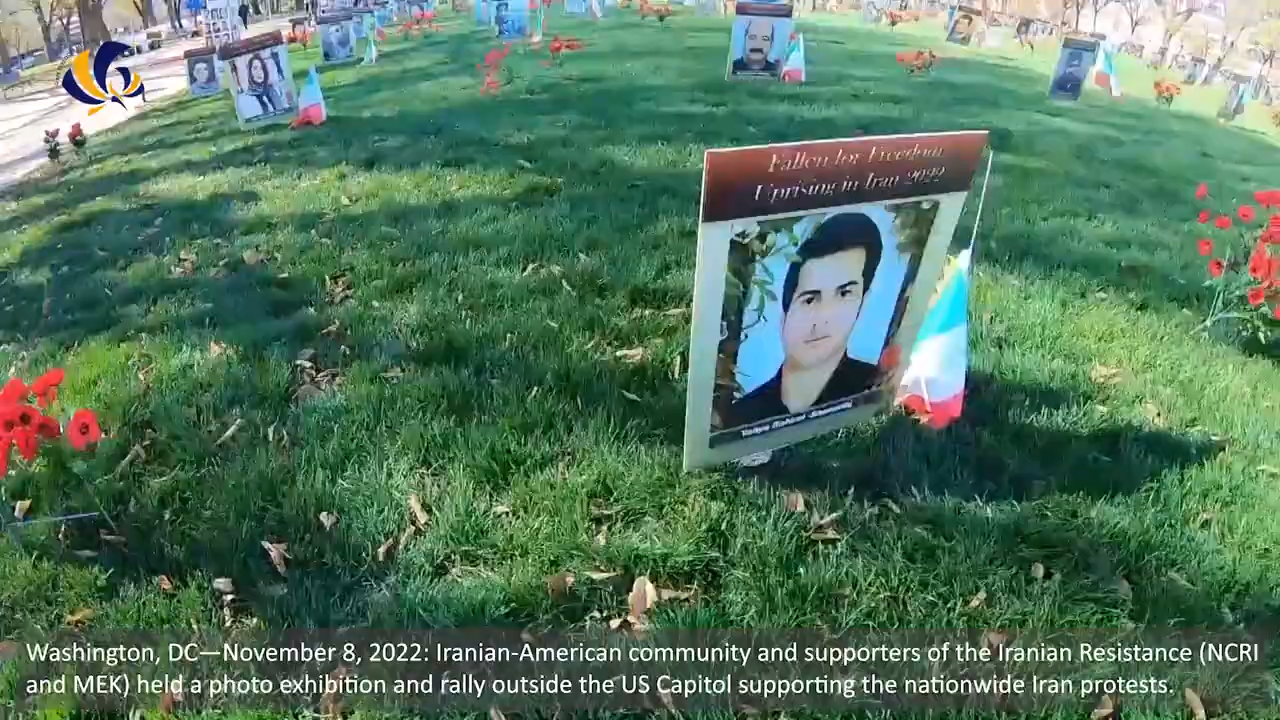 Fallen for Freedom
Uprising in Iran 2022
Washington, DC—November 8, 2022: Iranian-American community and supporters of the Iranian Resistance (NCRI
and MEK) held a photo exhibition and rally outside the US Capitol supporting the nationwide Iran protests.